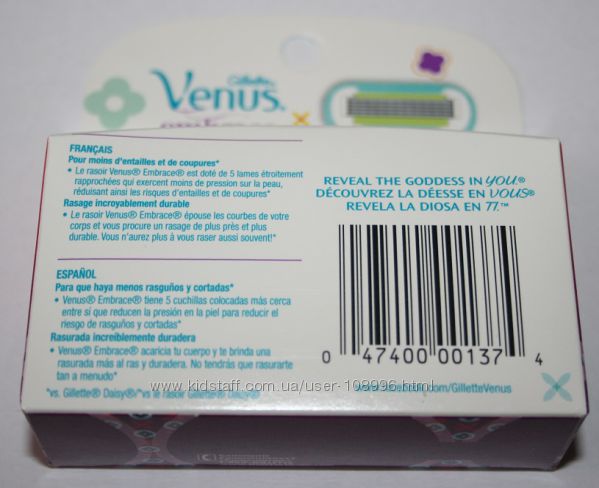 Gillette
Venus
FRANÇAIS
Pour moins d'entailles et de coupures*
• Le rasoir Venus® Embrace® est doté de 5 lames étroitement
rapprochées qui exercent moins de pression sur la peau,
réduisant ainsi les risques d'entailles et de coupures*
Rasage incroyablement durable
• Le rasoir Venus® Embrace® épouse les courbes de votre
corps et vous procure un rasage de plus près et plus
durable. Vous n'aurez plus à vous raser aussi souvent!*
ESPAÑOL
Para que haya menos rasguños y cortadas*
• Venus® Embrace® tiene 5 cuchillas colocadas más cerca
entre sí que reducen la presión en la piel para reducir el
riesgo de rasguños y cortadas*
Rasurada increíblemente duradera
• Venus® Embrace® acaricia tu cuerpo y te brinda una
rasurada más al ras y duradera. No tendrás que rasurarte
tan a menudo*
*vs. Gillette® Daisy®/*vs le rasoir Gillette® Daisy®
REVEAL THE GODDESS IN YOU.®
DÉCOUVREZ LA DÉESSE EN VOUS®
REVELA LA DIOSA EN TI.™
0 47400 00137 4
www.facebook.com/GilletteVenus
www.kidstaff.com.ua/user-108996.html